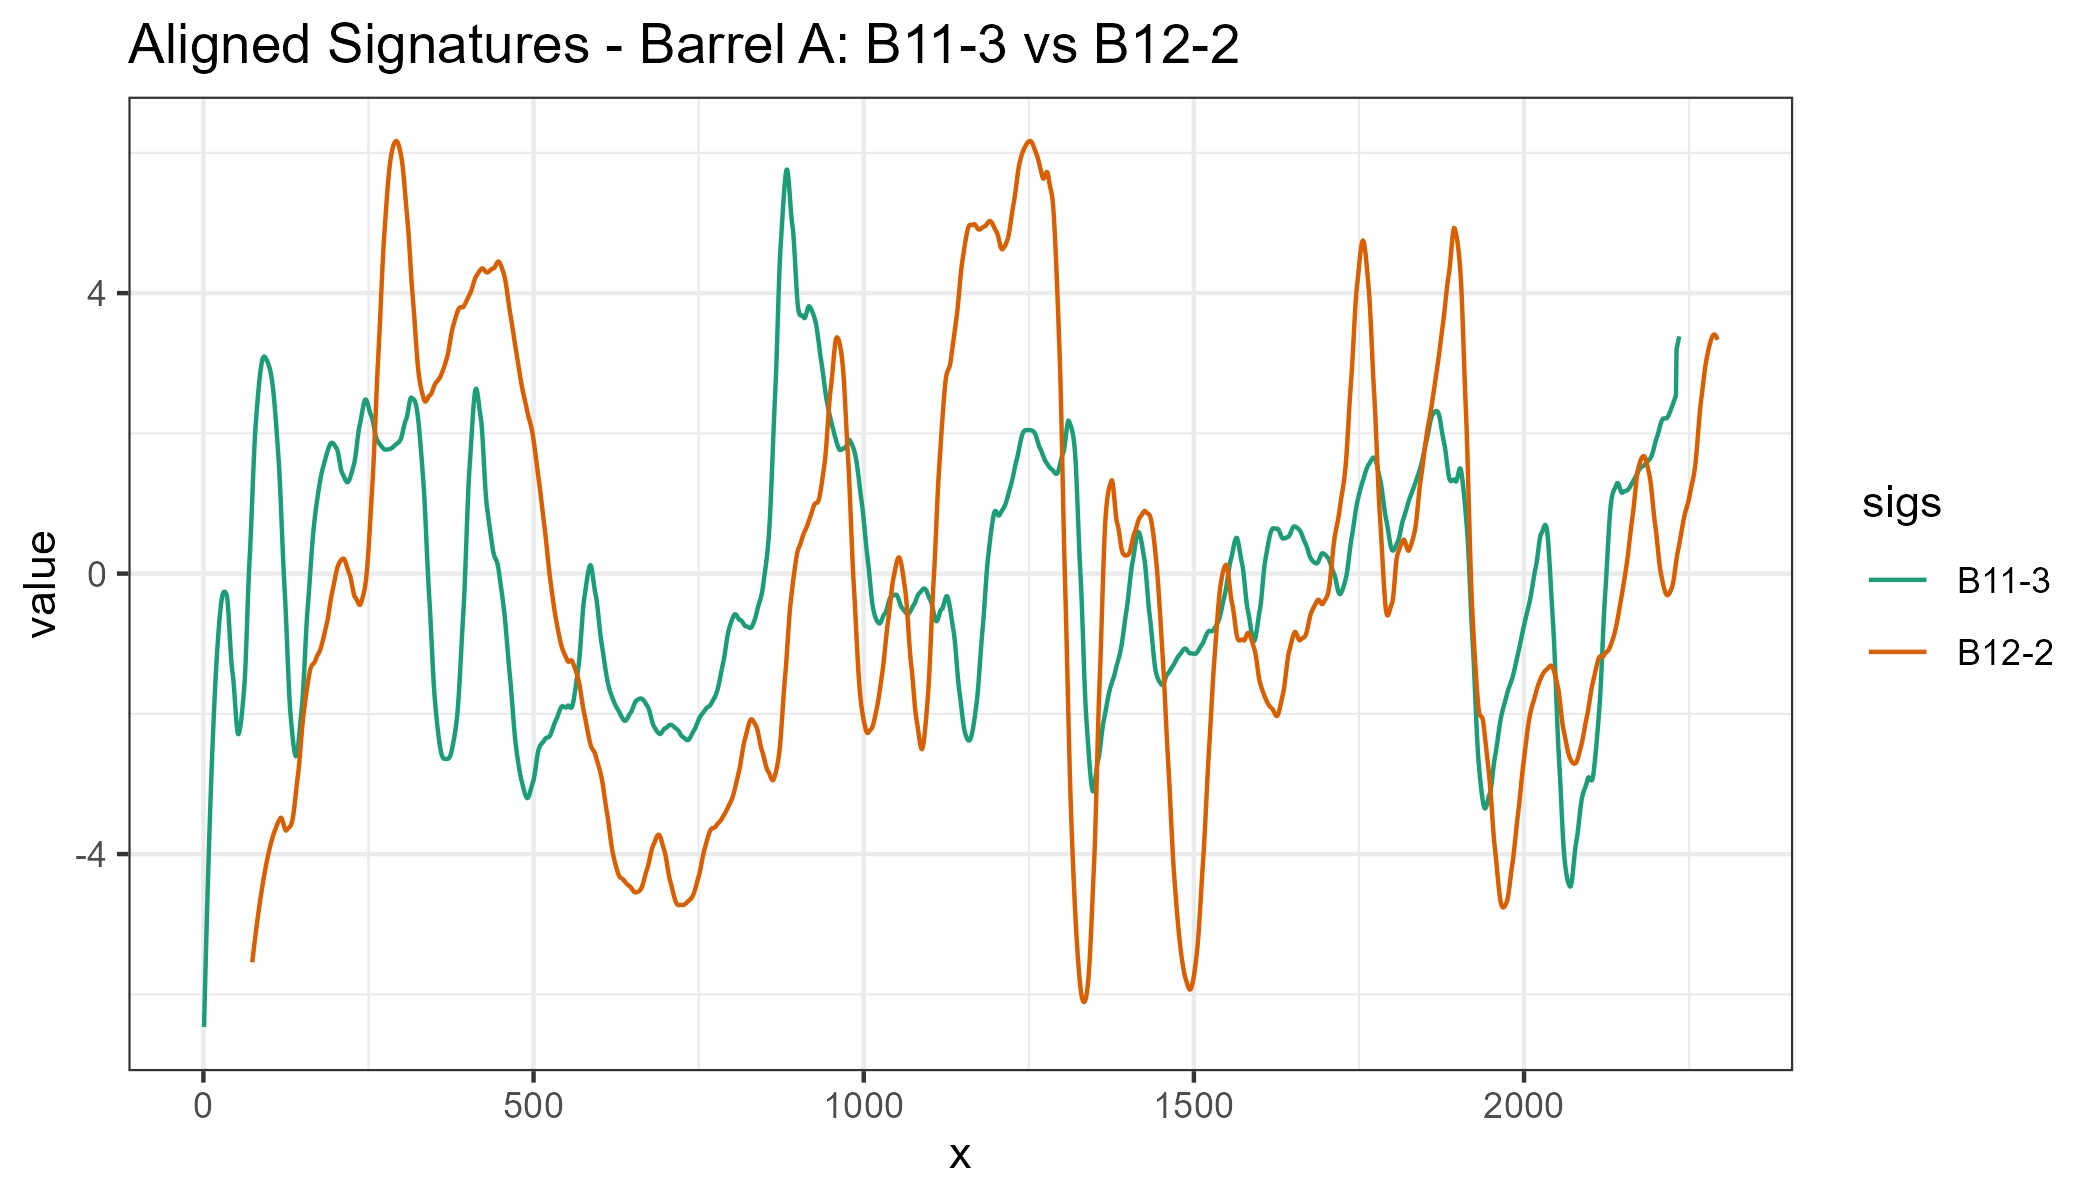 Aligned Signatures - Barrel A: B11-3 vs B12-2
value
4
0
-4
0 500 1000 1500 2000
x
sigs
B11-3
B12-2